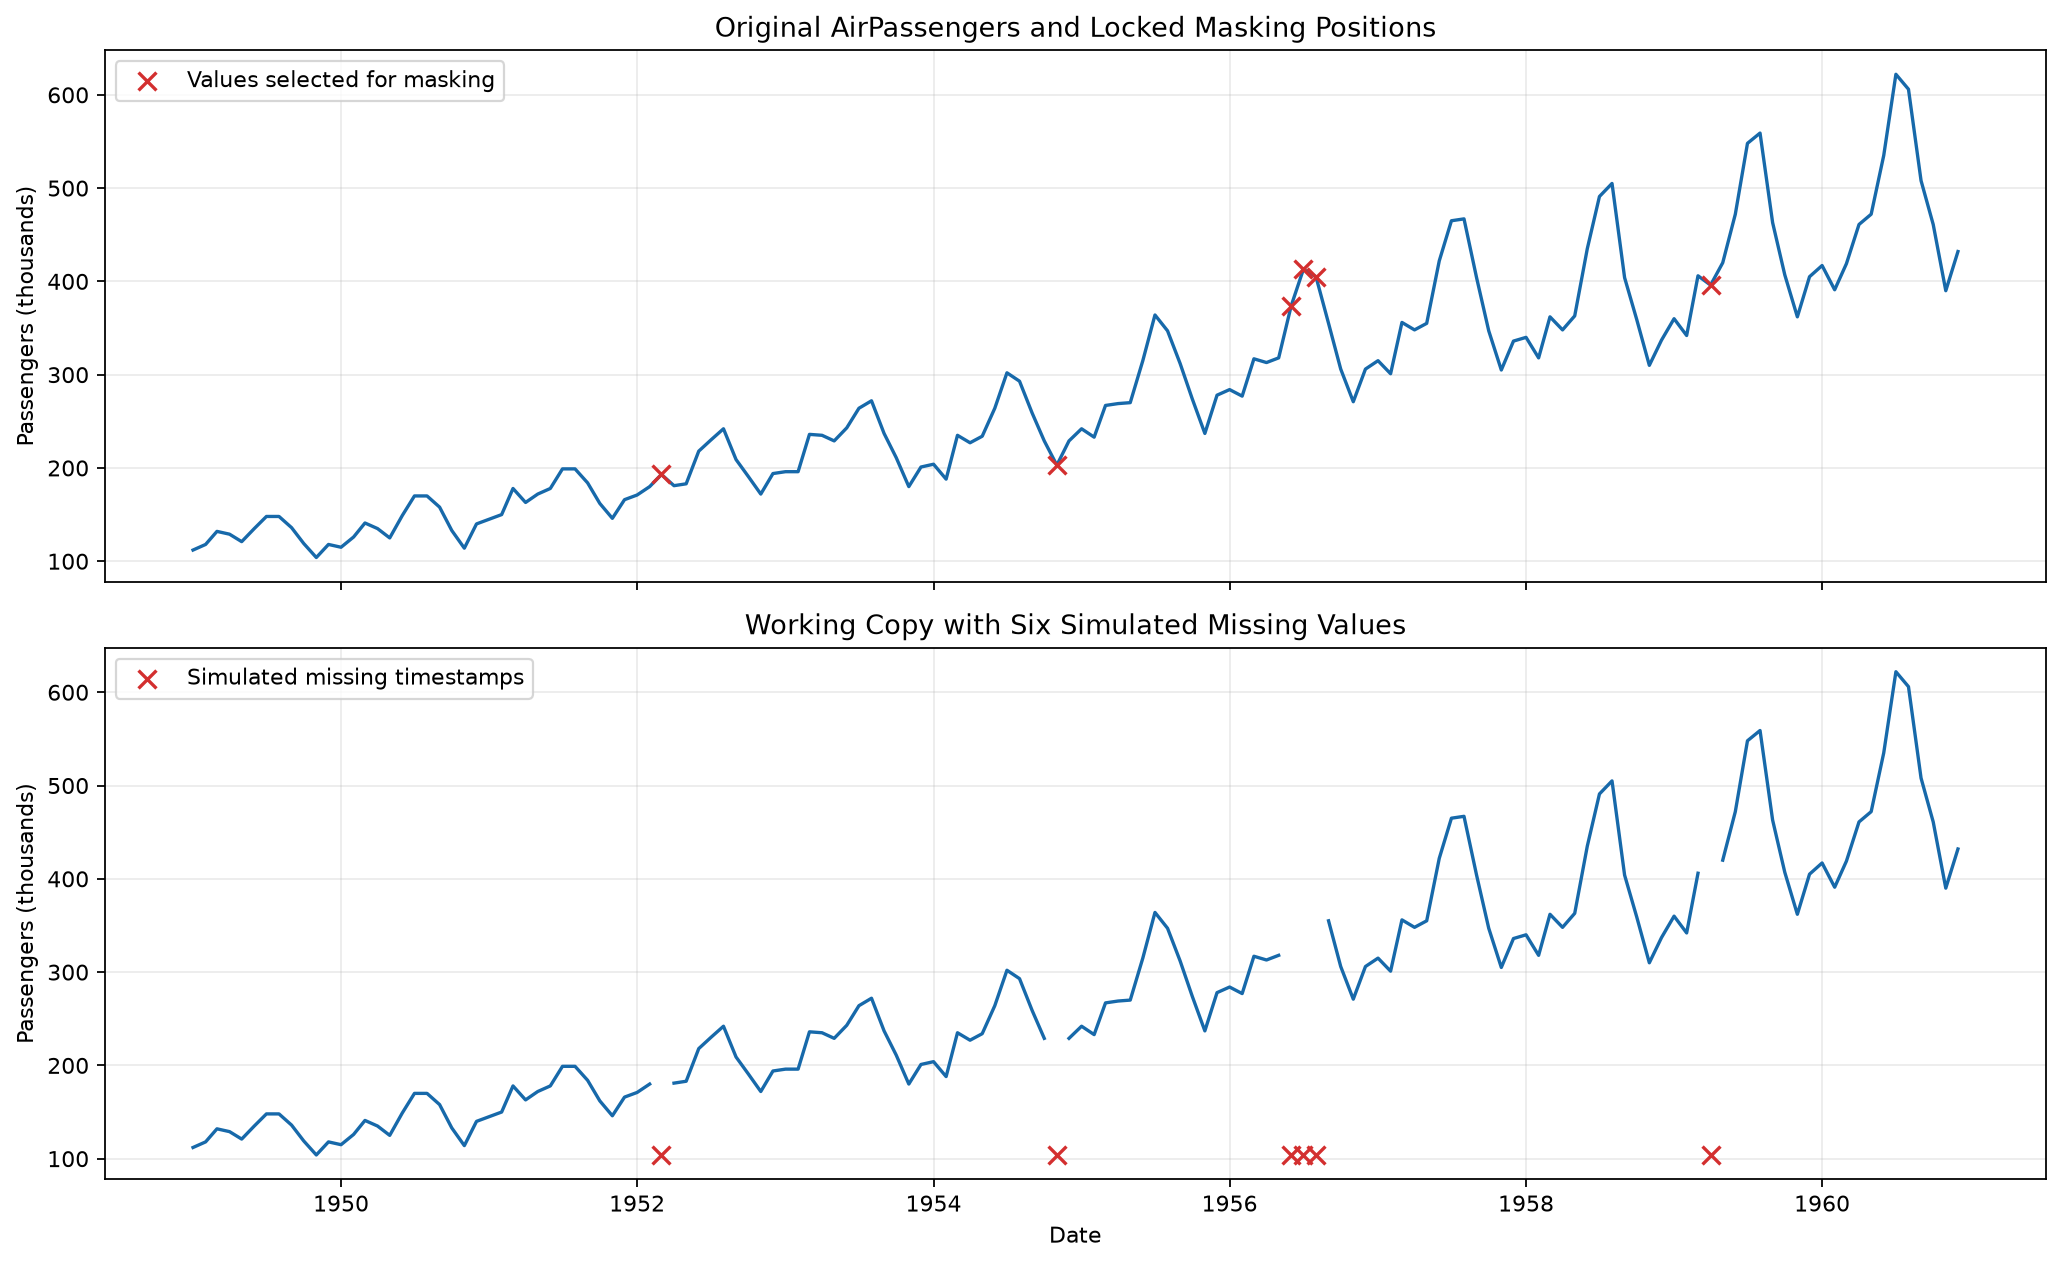 Original AirPassengers and Locked Masking Positions
Values selected for masking
Passengers (thousands)
600
500
400
300
200
100
Working Copy with Six Simulated Missing Values
Simulated missing timestamps
Passengers (thousands)
600
500
400
300
200
100
1950 1952 1954 1956 1958 1960
Date